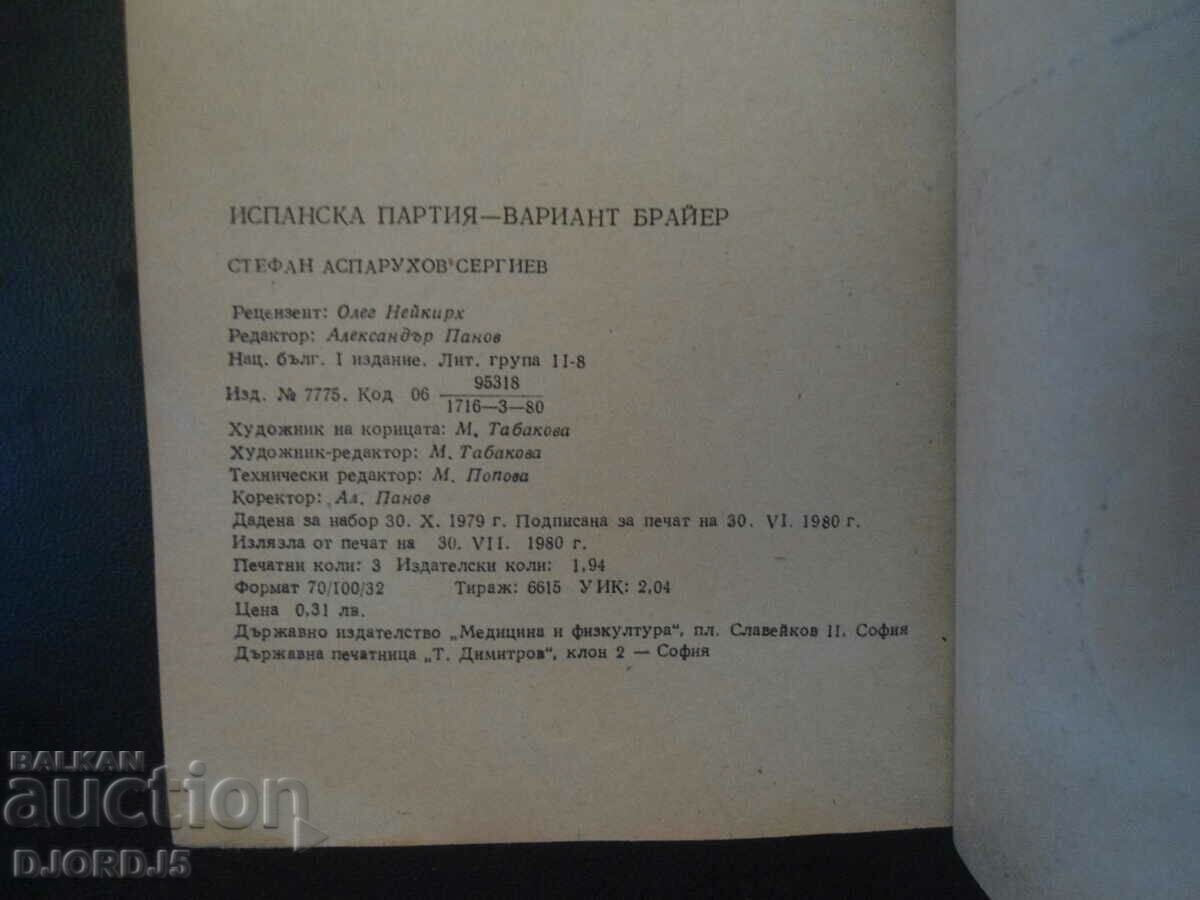 ИСПАНСКА ПАРТИЯ—ВАРИАНТ БРАЙЕР
СТЕФАН АСПАРУХОВ СЕРГИЕВ
Рецензент: Олег Нейкирх
Редактор: Александър Панов
Нац. бълг. I издание. Лит. група 11-8
95318
Изд. № 7775. Код 06
1716—3—80
Художник на корицата: М. Табакова
Художник-редактор: М. Табакова
Технически редактор: М. Попова
Коректор: Ал. Панов
Дадена за набор 30. X. 1979 г. Подписана за печат на 30. VI. 1980 г.
Излязла от печат на 30. VII. 1980 г.
Печатни коли: 3 Издателски коли: 1,94
Формат 70/100/32 Тираж: 6615 УИК: 2,04
Цена 0,31 лв.
Държавно издателство „Медицина и физкултура“, пл. Славейков 11. София
Държавна печатница „Т. Димитров“, клон 2 — София
BALKAN
auction
DJORDJ5